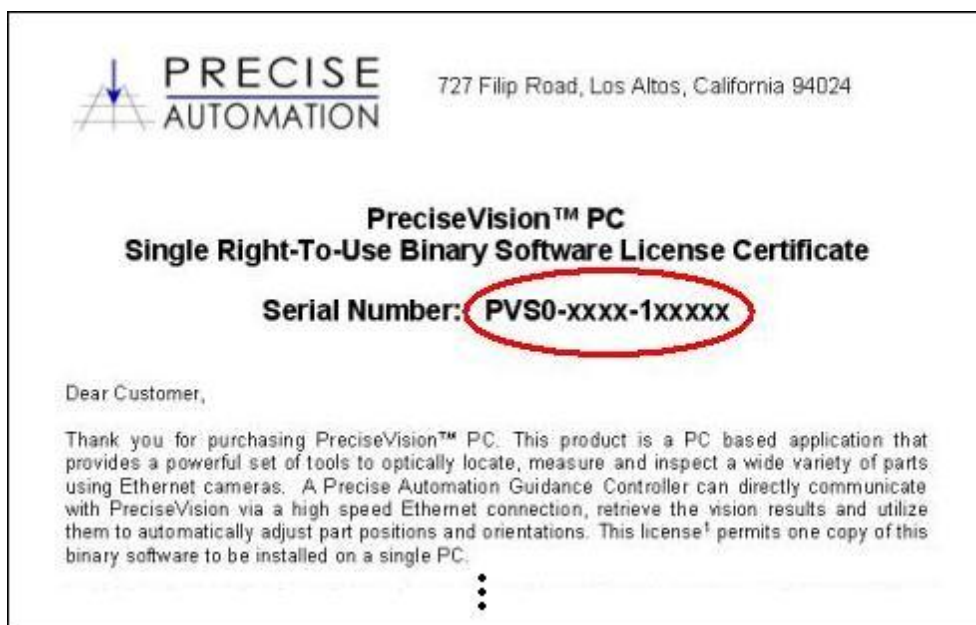 PRECISE
AUTOMATION
727 Filip Road, Los Altos, California 94024
PreciseVision™ PC
Single Right-To-Use Binary Software License Certificate
Serial Number: PVS0-xxxx-1xxxxx
Dear Customer,
Thank you for purchasing PreciseVision™ PC. This product is a PC based application that
provides a powerful set of tools to optically locate, measure and inspect a wide variety of parts
using Ethernet cameras. A Precise Automation Guidance Controller can directly communicate
with PreciseVision via a high speed Ethernet connection, retrieve the vision results and utilize
them to automatically adjust part positions and orientations. This license¹ permits one copy of this
binary software to be installed on a single PC.